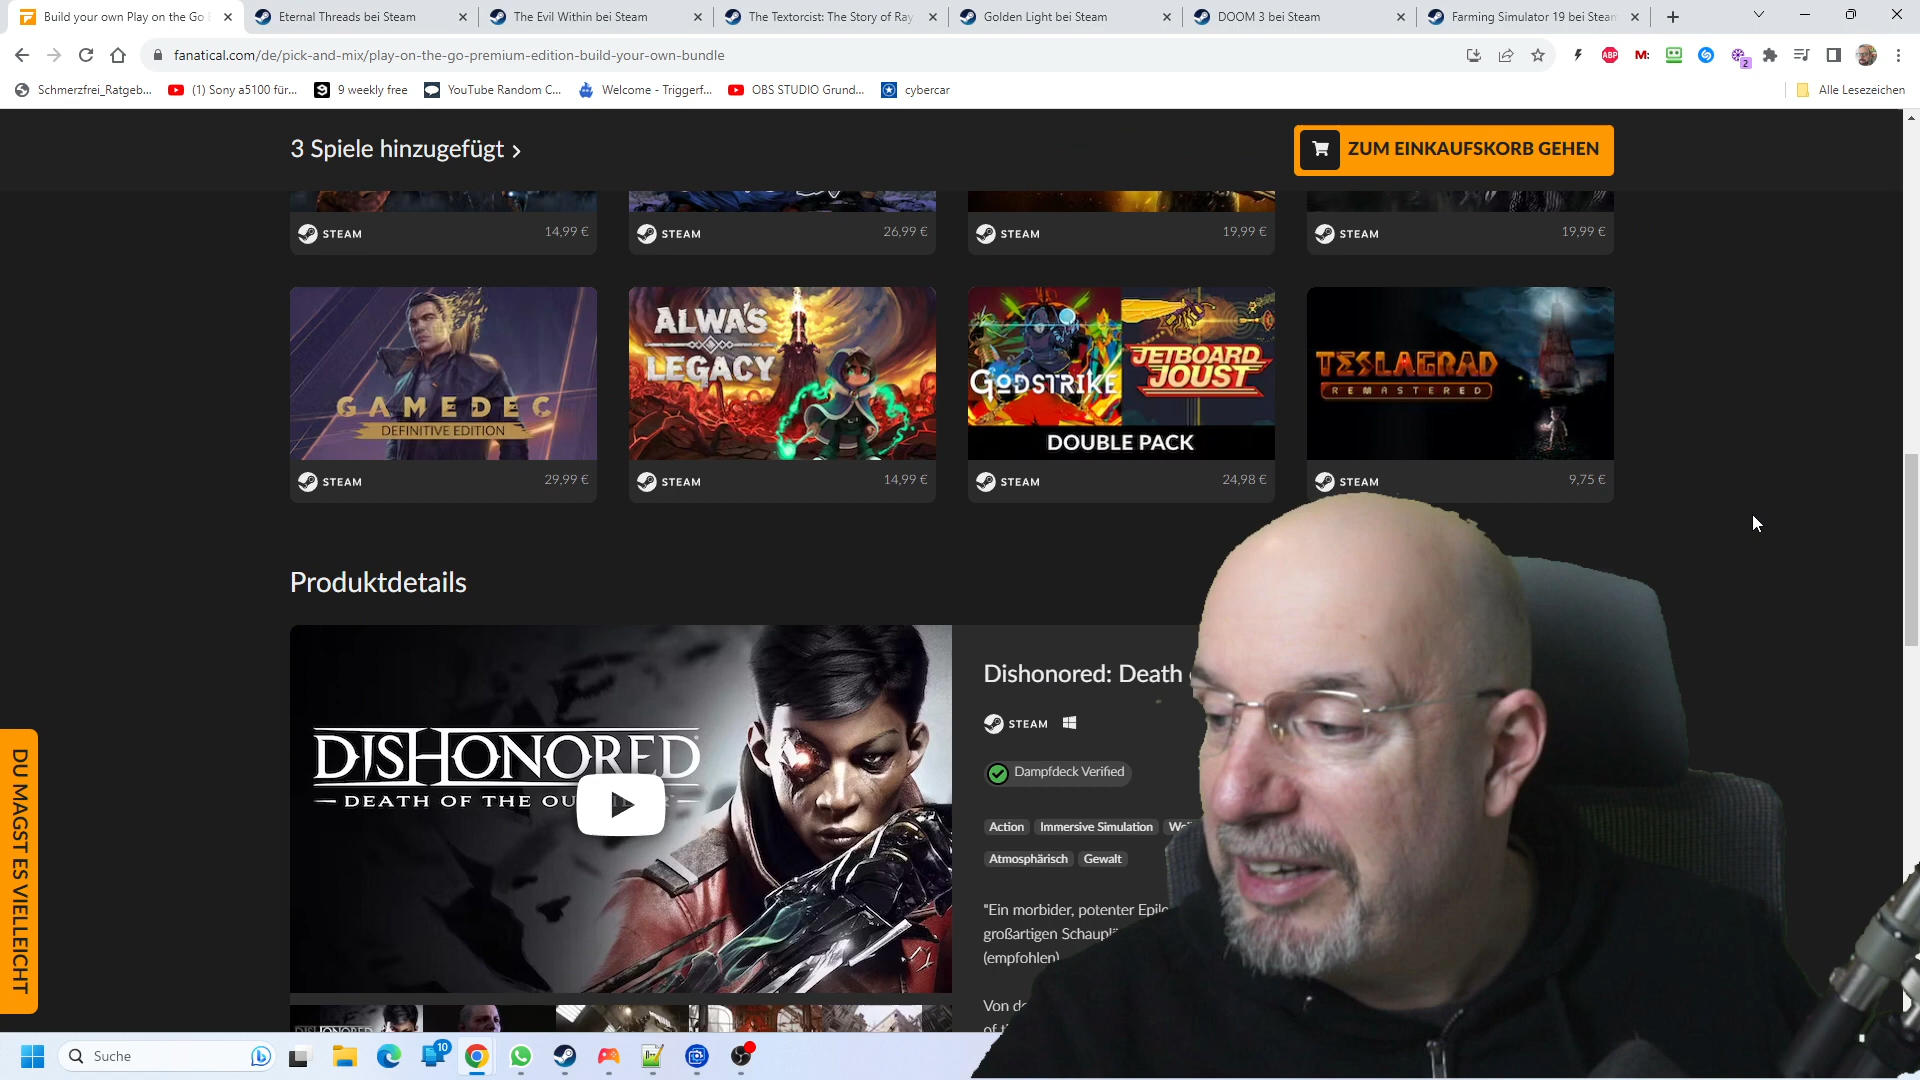 Build your own Play on the Go
Eternal Threads bei Steam
The Evil Within bei Steam
The Textorcist: The Story of Ray
Golden Light bei Steam
DOOM 3 bei Steam
Farming Simulator 19 bei Steam
fanatical.com/de/pick-and-mix/play-on-the-go-premium-edition-build-your-own-bundle
ABP
M:
2
Schmerzfrei_Ratgeb...
(1) Sony a5100 für...
9 weekly free
YouTube Random C...
Welcome - Triggerf...
OBS STUDIO Grund...
cybercar
Alle Lesezeichen
3 Spiele hinzugefügt
ZUM EINKAUFSKORB GEHEN
STEAM 14,99 €
STEAM 26,99 €
STEAM 19,99 €
STEAM 19,99 €
GAMEDEC
DEFINITIVE EDITION
ALWA'S
LEGACY
GODSTRIKE
JETBOARD
JOUST
DOUBLE PACK
TESLAGRAD
REMASTERED
STEAM 29,99 €
STEAM 14,99 €
STEAM 24,98 €
STEAM 9,75 €
Produktdetails
DISHONORED
DEATH OF THE OU
Dishonored: Death
STEAM
Dampfdeck Verified
Action
Immersive Simulation
Atmosphärisch
Gewalt
"Ein morbider, potenter
großartigen
(empfohlen)
Von
DU MAGST ES VIELLEICHT
DISHONORED
Suche
10